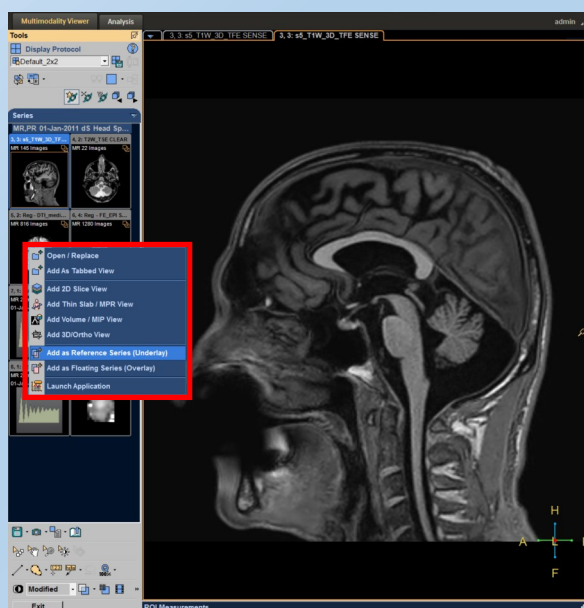 Multimodality Viewer Analysis admin
Tools
3, 3: s5_T1W_3D_TFE SENSE 3, 3: s5_T1W_3D_TFE SENSE
Display Protocol
Default_2x2
Series
MR,PR 01-Jan-2011 dS Head Sp...
3, 3: s5_T1W_3D_TF... 4, 2: T2W_TSE CLEAR
MR 145 Images MR 22 Images
5, 2: Reg - DTI_medi... 6, 4: Reg - FE_EPI S...
MR 816 Images MR 1280 Images
Open / Replace
Add As Tabbed View
Add 2D Slice View
Add Thin Slab / MPR View
Add Volume / MIP View
Add 3D/Ortho View
Add as Reference Series (Underlay)
Add as Floating Series (Overlay)
Launch Application
H
A L
F
Modified
Exit
ROI Measurements